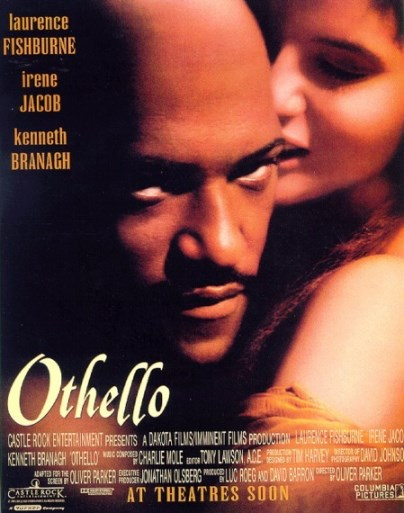 laurence
FISHBURNE
irene
JACOB
kenneth
BRANAGH
Othello
CASTLE ROCK ENTERTAINMENT PRESENTS A DAKOTA FILMS/IMMINENT FILMS PRODUCTION LAURENCE FISHBURNE IRENE JACO
KENNETH BRANAGH 'OTHELLO' MUSIC COMPOSED BY CHARLIE MOLE EDITOR TONY LAWSON, A.C.E. PRODUCTION DESIGNED BY TIM HARVEY DIRECTOR OF PHOTOGRAPHY DAVID JOHNSO
ADAPTED FOR THE SCREEN BY OLIVER PARKER EXECUTIVE PRODUCER JONATHAN OLSBERG PRODUCED BY LUC ROEG AND DAVID BARRON DIRECTED BY OLIVER PARKER
CASTLE ROCK
ENTERTAINMENT
AT THEATRES SOON
COLUMBIA
PICTURES